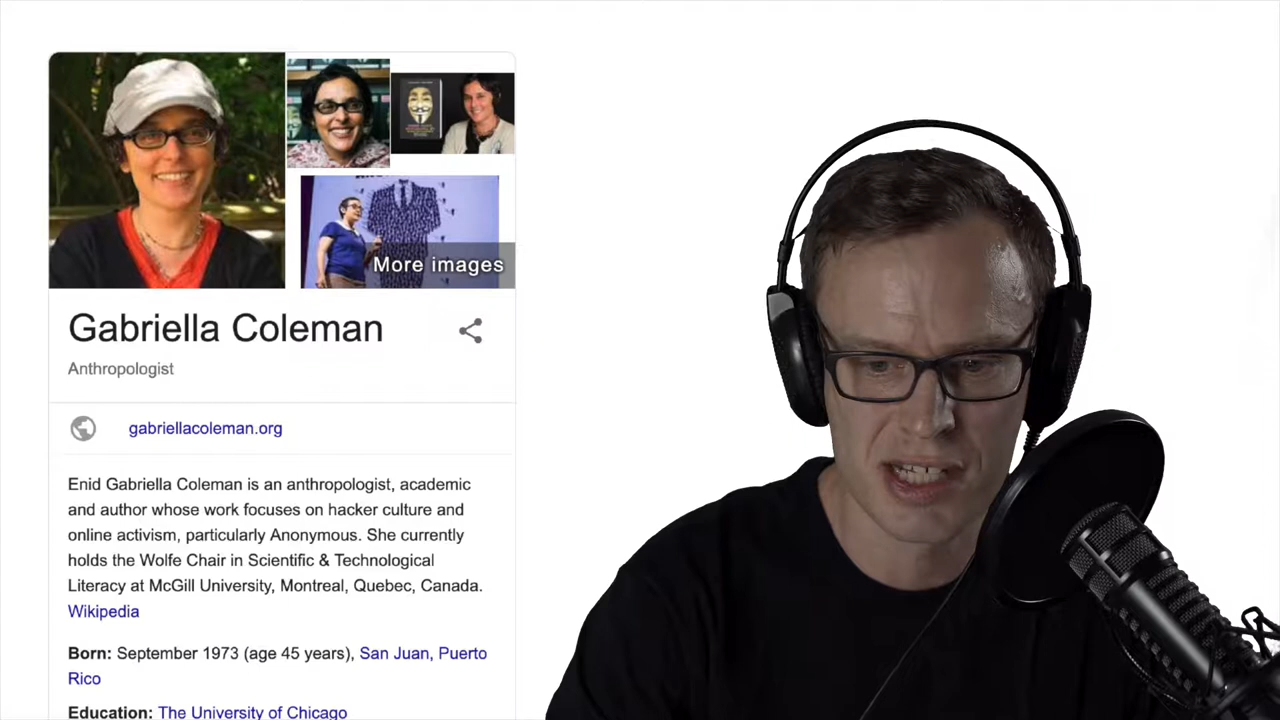 More images
Gabriella Coleman
Anthropologist
gabriellacoleman.org
Enid Gabriella Coleman is an anthropologist, academic
and author whose work focuses on hacker culture and
online activism, particularly Anonymous. She currently
holds the Wolfe Chair in Scientific & Technological
Literacy at McGill University, Montreal, Quebec, Canada.
Wikipedia
Born: September 1973 (age 45 years), San Juan, Puerto
Rico
Education: The University of Chicago